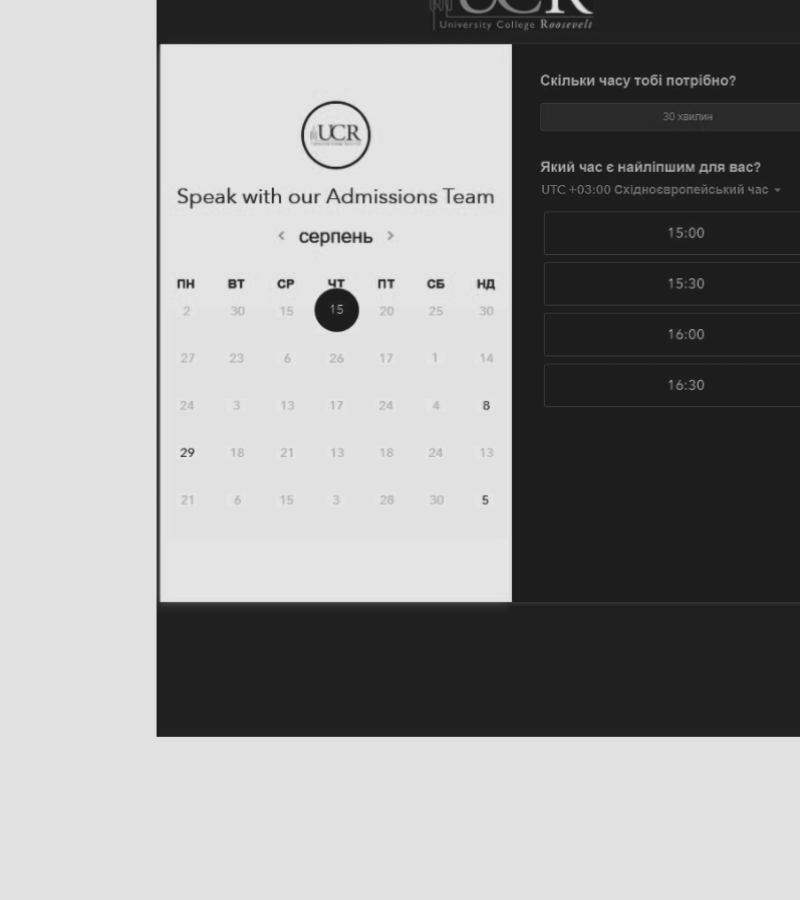 UCR
University College Roosevelt
UCR
Speak with our Admissions Team
< серпень >
ПН ВТ СР ЧТ ПТ СБ НД
2 30 15 15 20 25 30
27 23 6 26 17 1 14
24 3 13 17 24 4 8
29 18 21 13 18 24 13
21 6 15 3 28 30 5
Скільки часу тобі потрібно?
30 хвилин
Який час є найліпшим для вас?
UTC +03:00 Східноєвропейський час
15:00
15:30
16:00
16:30